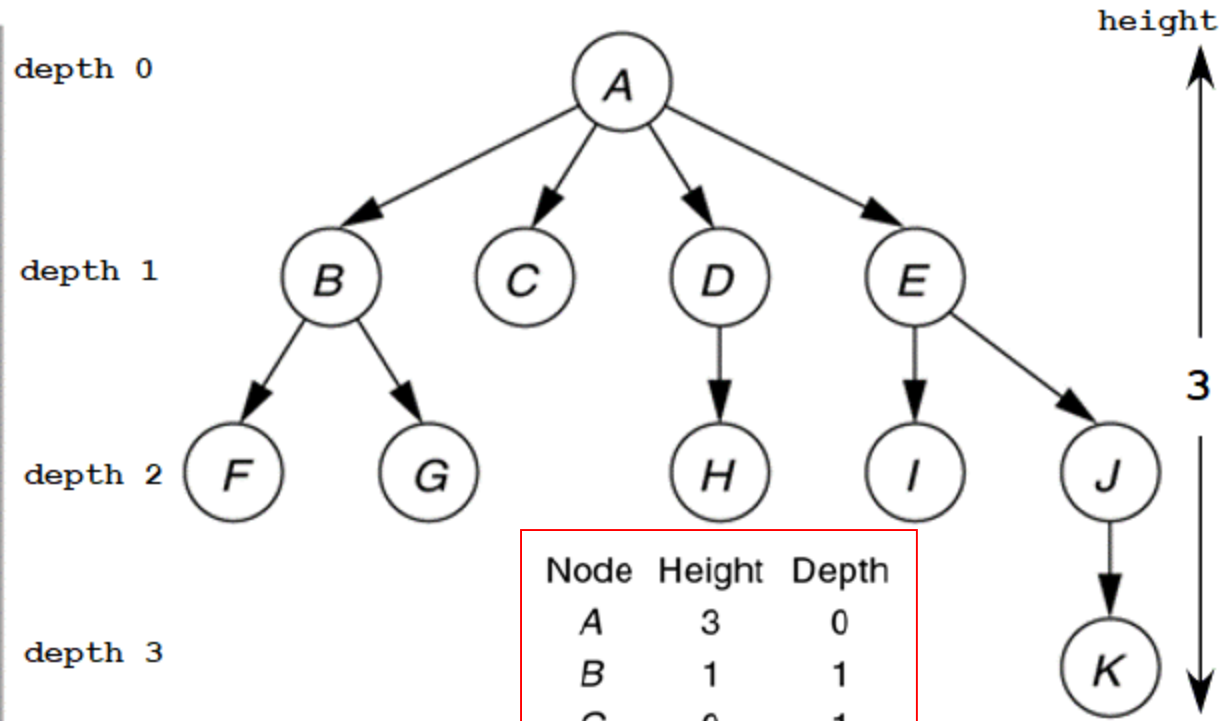 height
depth 0
A
depth 1
B C D E
3
depth 2
F G H I J
Node Height Depth
A 3 0
B 1 1
depth 3
K